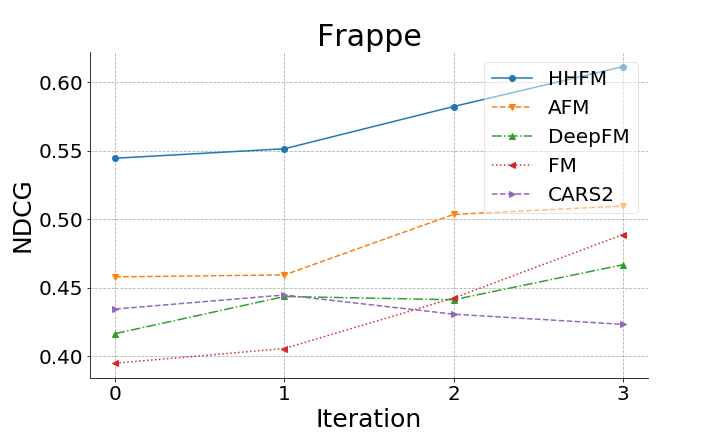 Frappe
0.60
0.55
0.50
0.45
0.40
NDCG
HHFM
AFM
DeepFM
FM
CARS2
0 1 2 3
Iteration